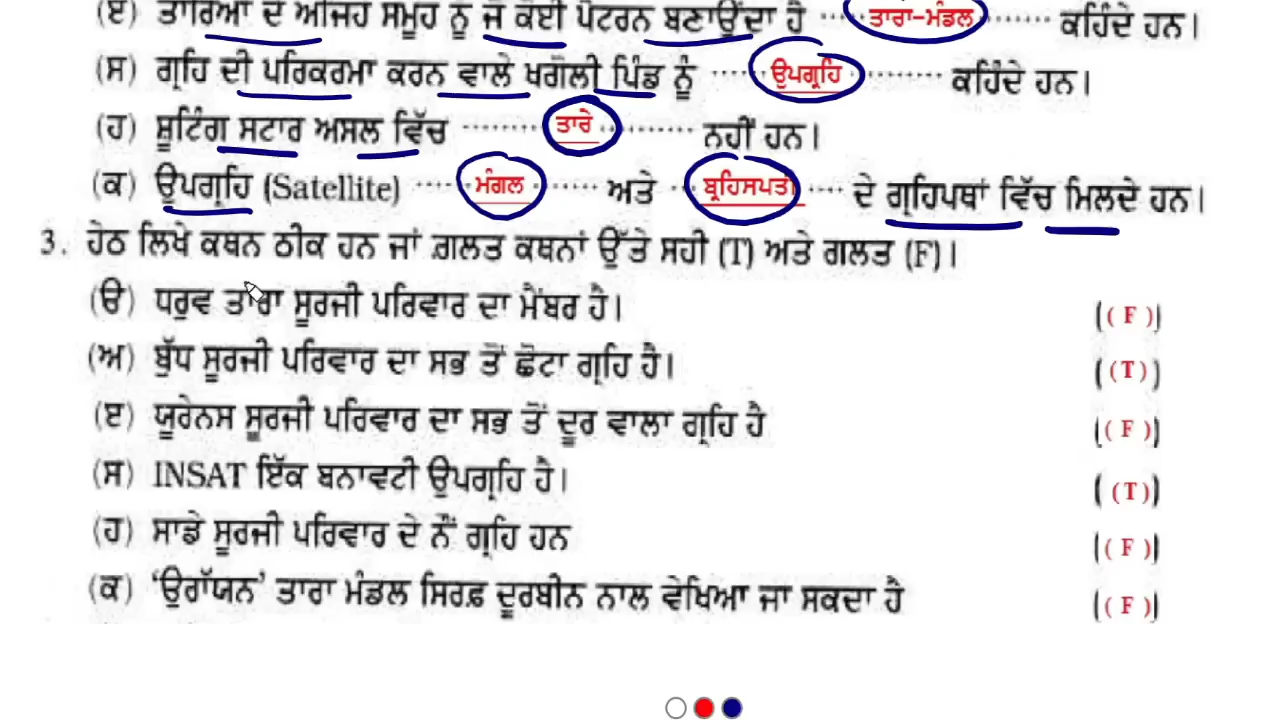 (ੲ) ਤਾਰਿਆਂ ਦੇ ਅਜਿਹੇ ਸਮੂਹ ਨੂੰ ਜੋ ਕੋਈ ਪੈਟਰਨ ਬਣਾਉਂਦਾ ਹੈ ····ਤਾਰਾ-ਮੰਡਲ······· ਕਹਿੰਦੇ ਹਨ।
(ਸ) ਗ੍ਰਹਿ ਦੀ ਪਰਿਕਰਮਾ ਕਰਨ ਵਾਲੇ ਖਗੋਲੀ ਪਿੰਡ ਨੂੰ ·····ਉਪਗ੍ਰਹਿ·········· ਕਹਿੰਦੇ ਹਨ।
(ਹ) ਸ਼ੂਟਿੰਗ ਸਟਾਰ ਅਸਲ ਵਿੱਚ ··········ਤਾਰੇ··········· ਨਹੀਂ ਹਨ।
(ਕ) ਉਪਗ੍ਰਹਿ (Satellite) ·····ਮੰਗਲ······· ਅਤੇ ···ਬ੍ਰਹਿਸਪਤੀ···· ਦੇ ਗ੍ਰਹਿਪਥਾਂ ਵਿੱਚ ਮਿਲਦੇ ਹਨ।
3. ਹੇਠ ਲਿਖੇ ਕਥਨ ਠੀਕ ਹਨ ਜਾਂ ਗ਼ਲਤ ਕਥਨਾਂ ਉੱਤੇ ਸਹੀ (T) ਅਤੇ ਗਲਤ (F)।
(ੳ) ਧਰੁਵ ਤਾਰਾ ਸੂਰਜੀ ਪਰਿਵਾਰ ਦਾ ਮੈਂਬਰ ਹੈ। (( F ))
(ਅ) ਬੁੱਧ ਸੂਰਜੀ ਪਰਿਵਾਰ ਦਾ ਸਭ ਤੋਂ ਛੋਟਾ ਗ੍ਰਹਿ ਹੈ। ( (T) )
(ੲ) ਯੂਰੇਨਸ ਸੂਰਜੀ ਪਰਿਵਾਰ ਦਾ ਸਭ ਤੋਂ ਦੂਰ ਵਾਲਾ ਗ੍ਰਹਿ ਹੈ (( F ))
(ਸ) INSAT ਇੱਕ ਬਨਾਵਟੀ ਉਪਗ੍ਰਹਿ ਹੈ। ( (T))
(ਹ) ਸਾਡੇ ਸੂਰਜੀ ਪਰਿਵਾਰ ਦੇ ਨੌਂ ਗ੍ਰਹਿ ਹਨ (( F ))
(ਕ) ‘ਉਰਾੱਯਨ’ ਤਾਰਾ ਮੰਡਲ ਸਿਰਫ਼ ਦੂਰਬੀਨ ਨਾਲ ਵੇਖਿਆ ਜਾ ਸਕਦਾ ਹੈ (( F ))